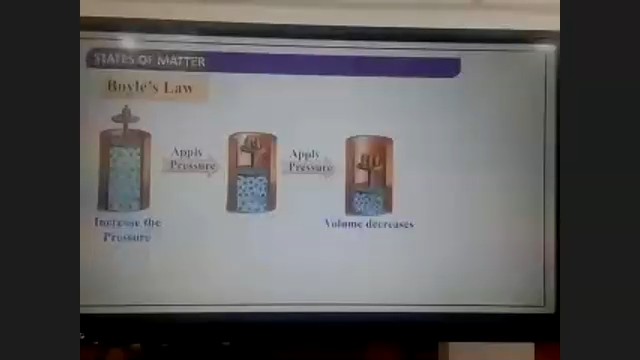 STATES OF MATTER
Boyle's Law
Apply
Pressure
Apply
Pressure
Increase the
Pressure
Volume decreases